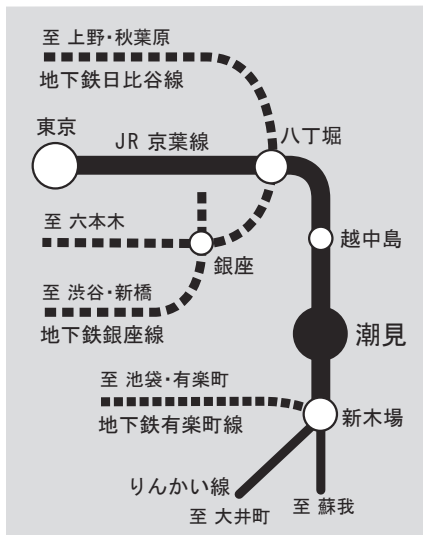 至 上野・秋葉原
地下鉄日比谷線
東京
JR 京葉線
八丁堀
至 六本木
銀座
越中島
至 渋谷・新橋
地下鉄銀座線
潮見
至 池袋・有楽町
地下鉄有楽町線
新木場
りんかい線
至 大井町
至 蘇我